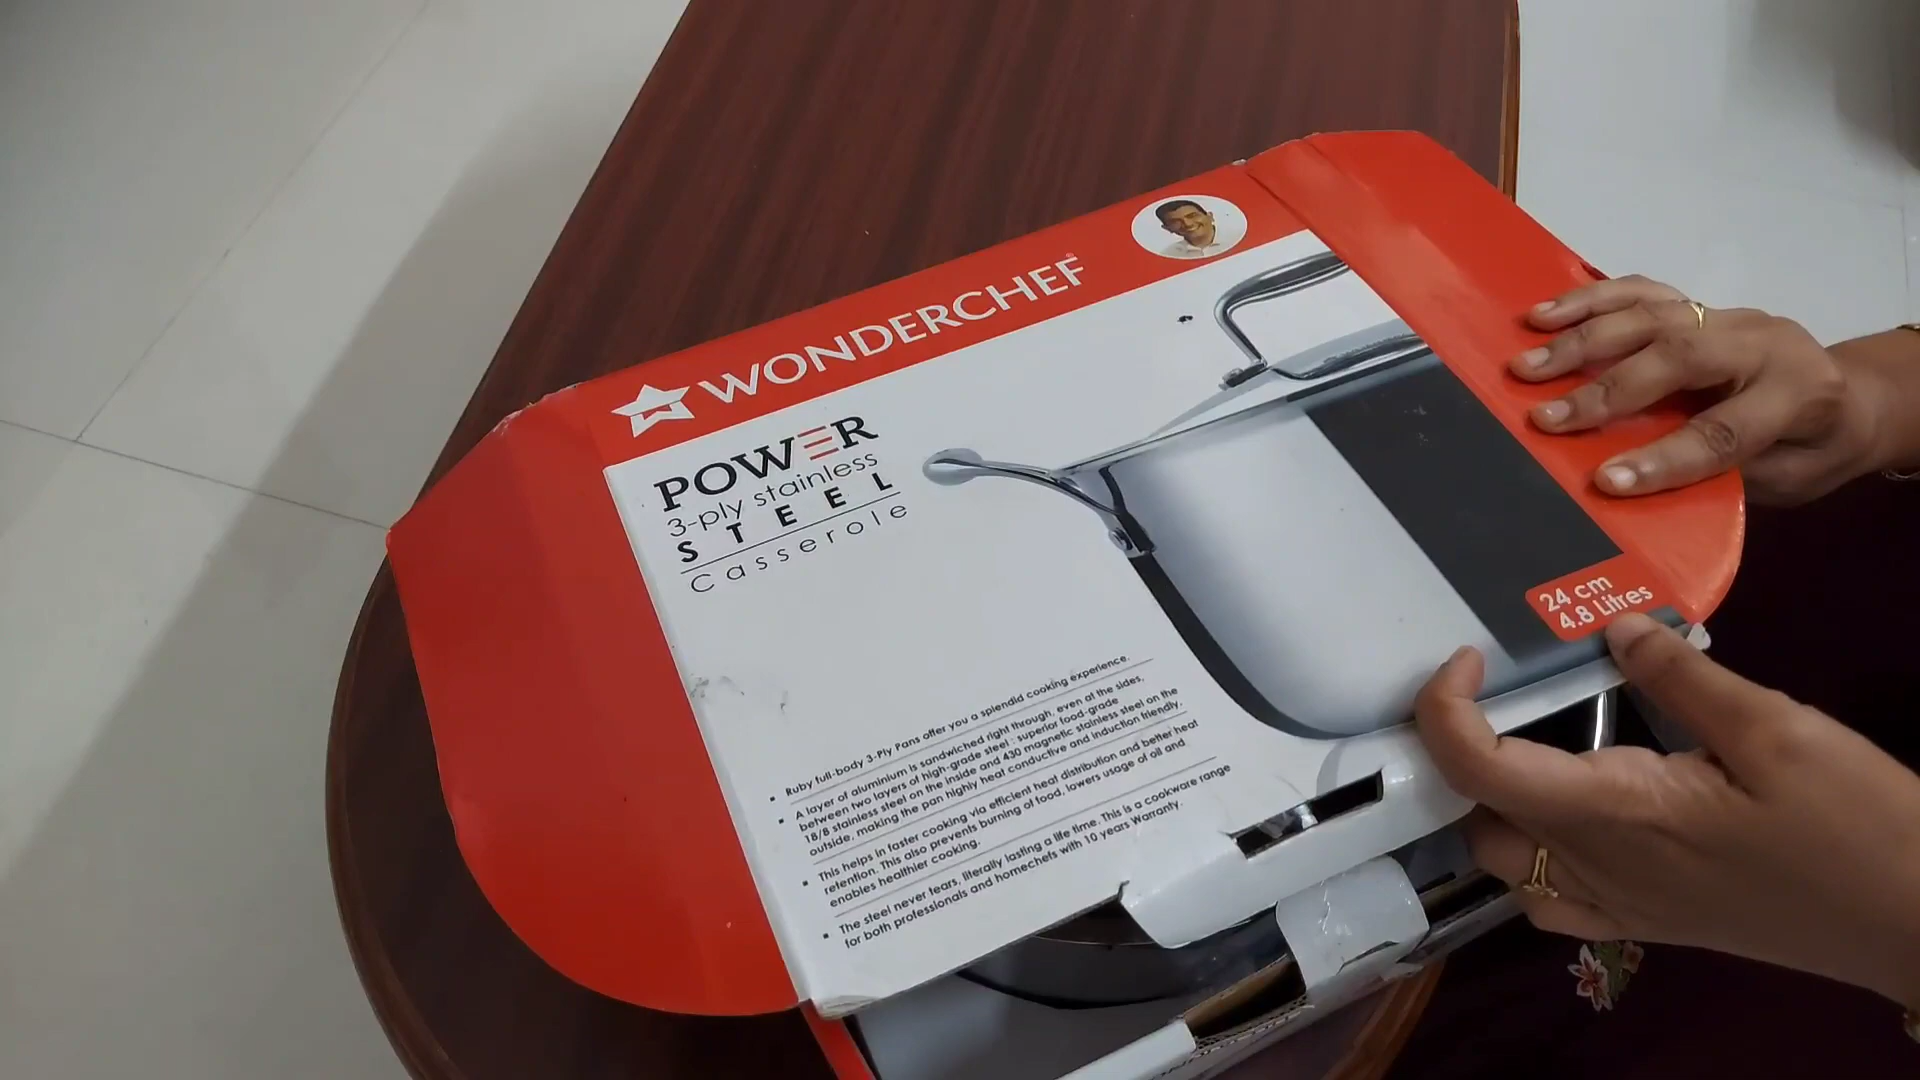 WONDERCHEF®
POWER
3-ply stainless
STEEL
Casserole
24 cm
4.8 Litres
Ruby full-body 3-Ply Pans offer you a splendid cooking experience.
A layer of aluminium is sandwiched right through, even at the sides,
between two layers of high-grade steel : superior food-grade
18/8 stainless steel on the inside and 430 magnetic stainless steel on the
outside, making the pan highly heat conductive and induction friendly.
This helps in faster cooking via efficient heat distribution and better heat
retention. This also prevents burning of food, lowers usage of oil and
enables healthier cooking.
The steel never tears, literally lasting a life time. This is a cookware range
for both professionals and homechefs with 10 years Warranty.